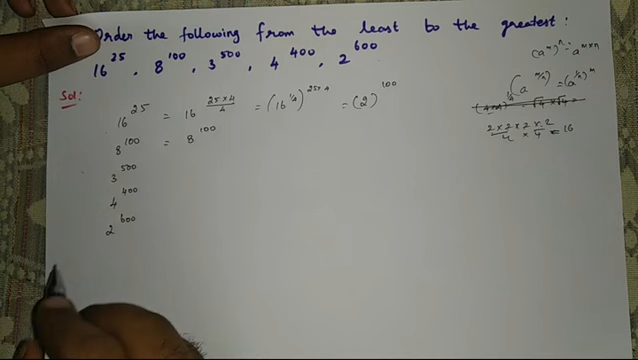 Order the following from the least to the greatest:
16^25, 8^100, 3^500, 4^400, 2^600
(a^m)^n = a^(m×n)
Sol:
(a^(m/n)) = (a^(1/n))^m
16^25 = 16^((25×4)/4) = (16^(1/4))^(25×4) = (2)^100
8^100 = 8^100
2×2×2×2
4 × 4 = 16
3^500
4^400
2^600